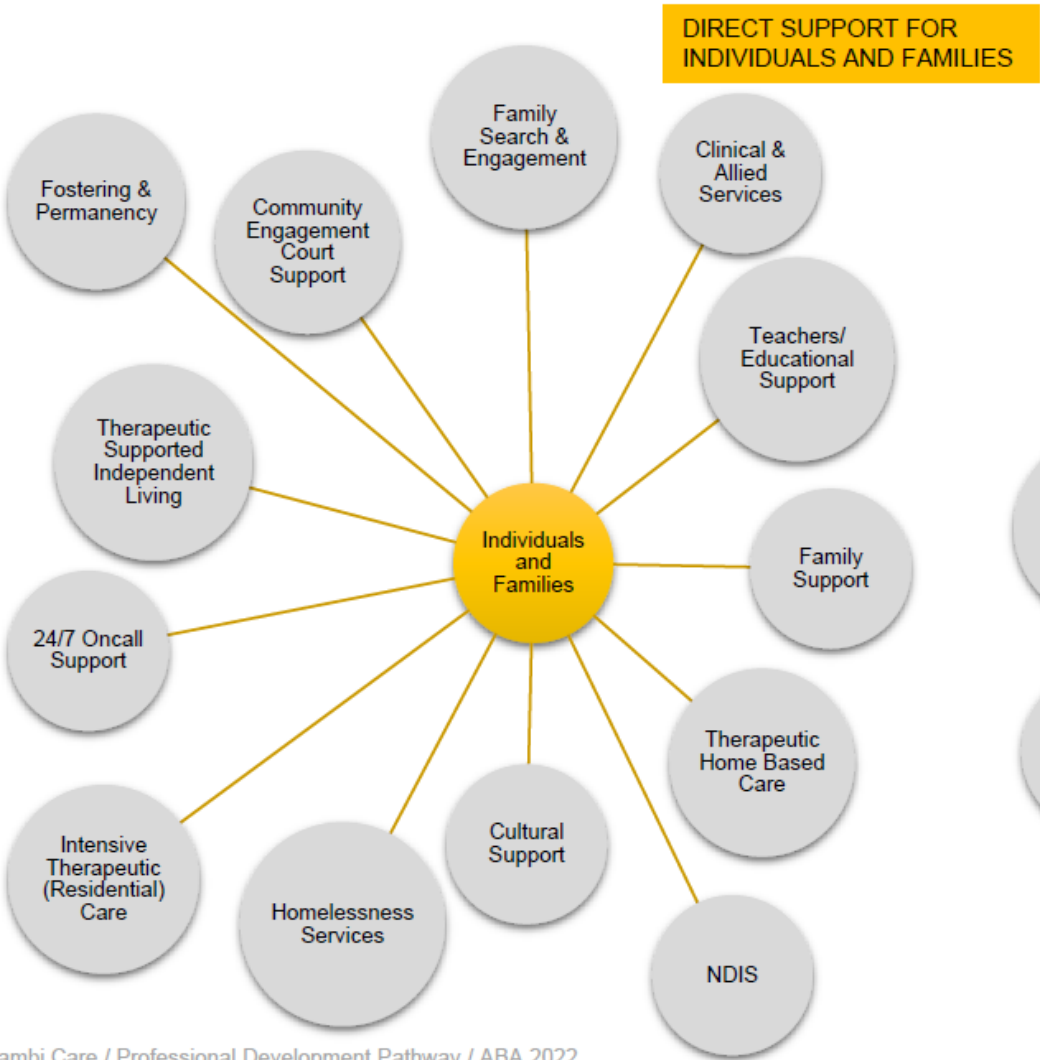 DIRECT SUPPORT FOR
INDIVIDUALS AND FAMILIES
Family
Search &
Engagement
Clinical &
Allied
Services
Fostering &
Permanency
Community
Engagement
Court
Support
Teachers/
Educational
Support
Therapeutic
Supported
Independent
Living
Individuals
and
Families
Family
Support
24/7 Oncall
Support
Therapeutic
Home Based
Care
Intensive
Therapeutic
(Residential)
Care
Cultural
Support
Homelessness
Services
NDIS
Care / Professional Development Pathway / ABA 2022